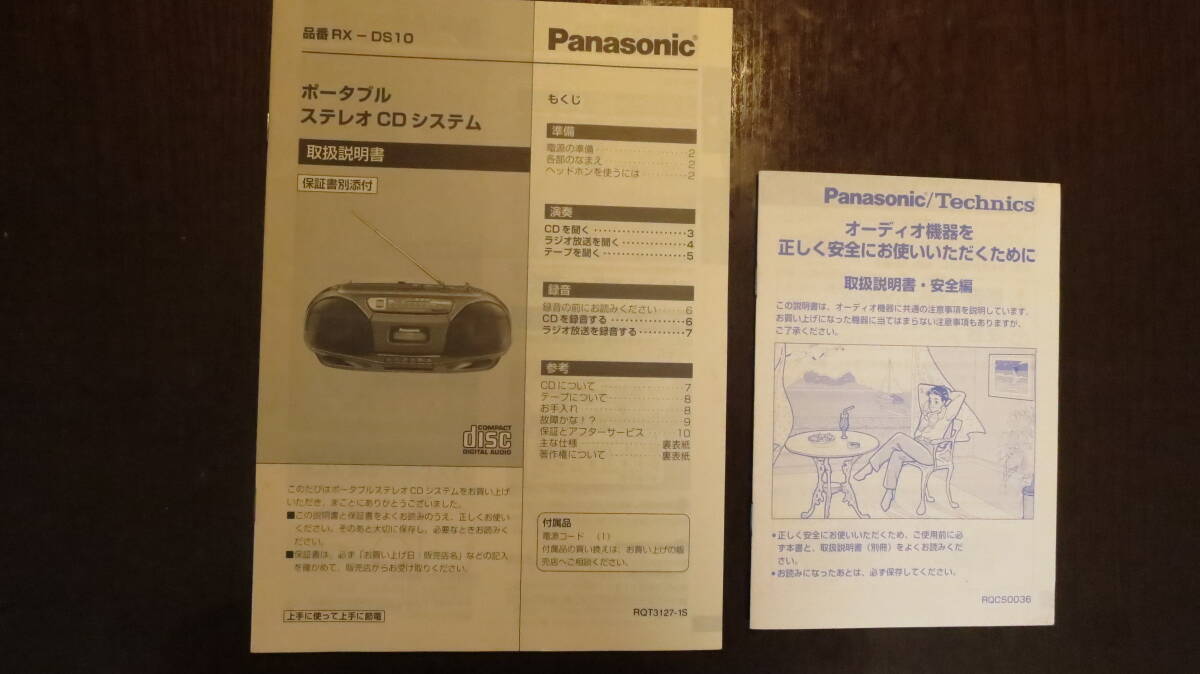 品番RX－DS10
ポータブル
ステレオCDシステム
取扱説明書
保証書別添付
Panasonic
COMPACT
disc
DIGITAL AUDIO
このたびはポータブルステレオCDシステムをお買い上げ
いただき、まことにありがとうございました。
■この説明書と保証書をよくお読みのうえ、正しくお使い
ください。そのあと大切に保存し、必要なときお読みく
ださい。
■保証書は、必ず「お買い上げ日・販売店名」などの記入
を確かめて、販売店からお受け取りください。
上手に使って上手に節電
Panasonic®
もくじ
準備
電源の準備 ………… 2
各部のなまえ ………… 2
ヘッドホンを使うには ………… 2
演奏
CDを聞く ………… 3
ラジオ放送を聞く ………… 4
テープを聞く ………… 5
録音
録音の前にお読みください ………… 6
CDを録音する ………… 6
ラジオ放送を録音する ………… 7
参考
CDについて ………… 7
テープについて ………… 8
お手入れ ………… 8
故障かな！？ ………… 9
保証とアフターサービス ………… 10
主な仕様 ………… 裏表紙
著作権について ………… 裏表紙
付属品
電源コード （1）
付属品の買い換えは、お買い上げの販
売店へご相談ください。
RQT3127-1S
Panasonic®/Technics
オーディオ機器を
正しく安全にお使いいただくために
取扱説明書・安全編
この説明書は、オーディオ機器に共通の注意事項を説明しています。
お買い上げになった機器に当てはまらない注意事項もありますが、
ご了承ください。
●正しく安全にお使いいただくため、ご使用前に必
ず本書と、取扱説明書（別冊）をよくお読みくだ
さい。
●お読みになったあとは、必ず保存してください。
RQCS0036